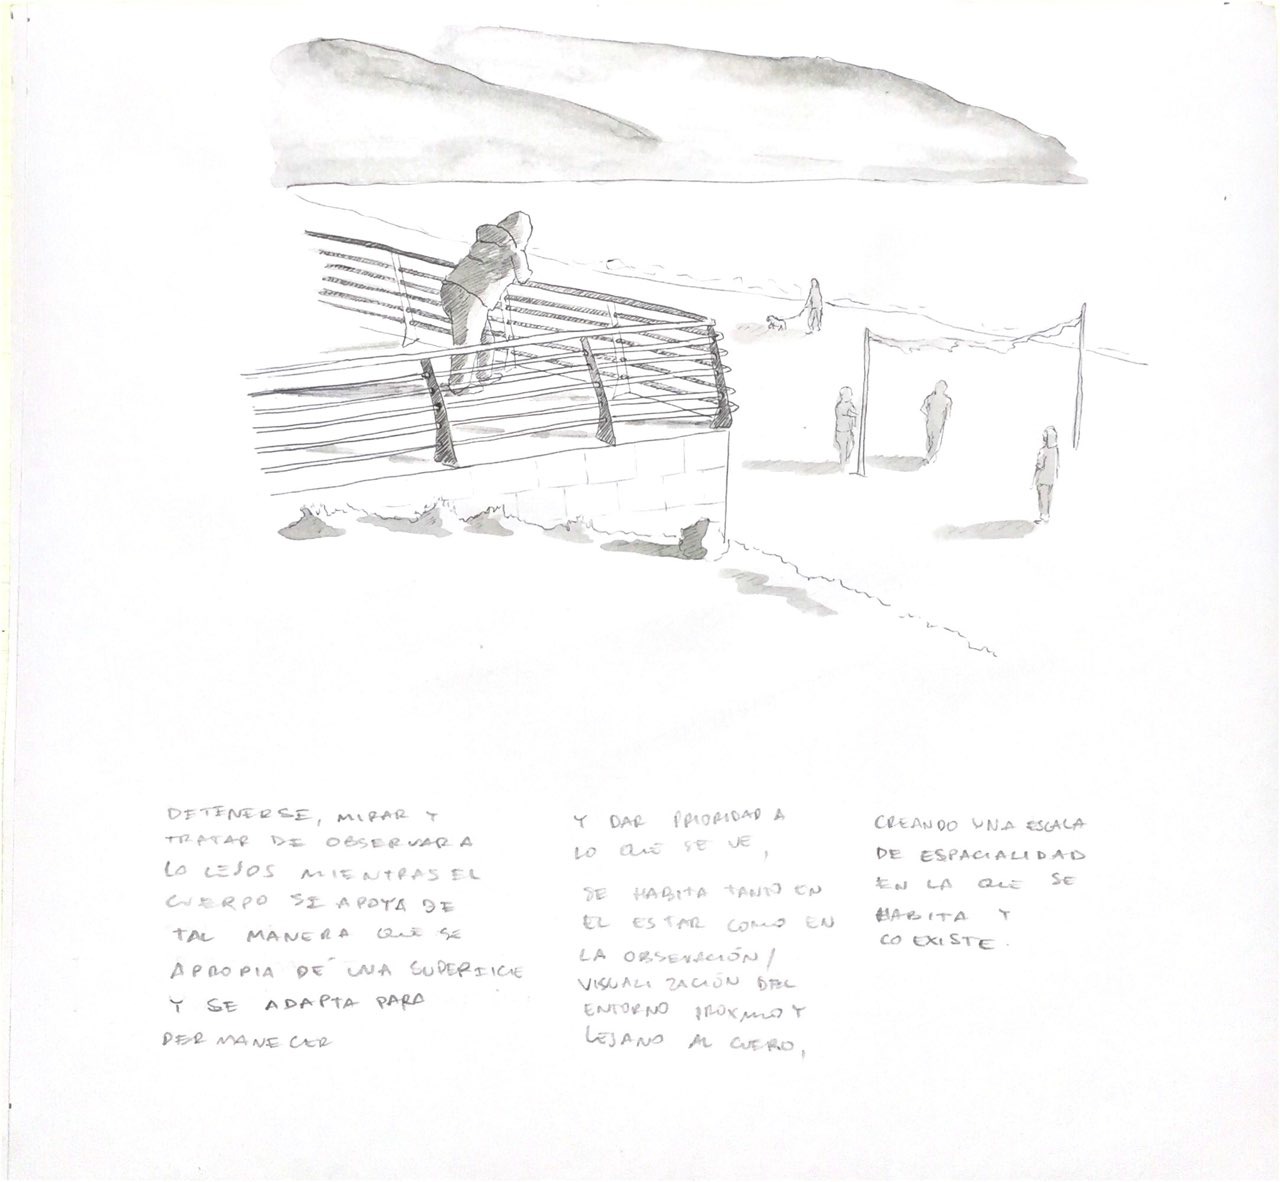 DETENERSE, MIRAR Y
TRATAR DE OBSERVAR A
LO LEJOS MIENTRAS EL
CUERPO SE APOYA DE
TAL MANERA QUE SE
APROPIA DE UNA SUPERFICIE
Y SE ADAPTA PARA
PERMANECER
Y DAR PRIORIDAD A
LO QUE SE VE,
SE HABITA TANTO EN
EL ESTAR COMO EN
LA OBSERVACIÓN/
VISUALIZACIÓN DEL
ENTORNO PROXIMO Y
LEJANO AL CUERO,
CREANDO UNA ESCALA
DE ESPACIALIDAD
EN LA QUE SE
HABITA Y
COEXISTE.